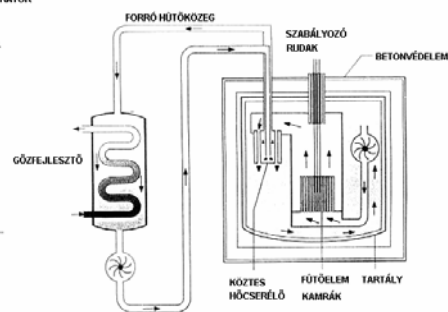 FORRÓ HŰTŐKÖZEG
SZABÁLYOZÓ
RUDAK
BETONVÉDELEM
GŐZFEJLESZTŐ
KÖZTES
HŐCSERÉLŐ
FŰTŐELEM
KAMRÁK
TARTÁLY